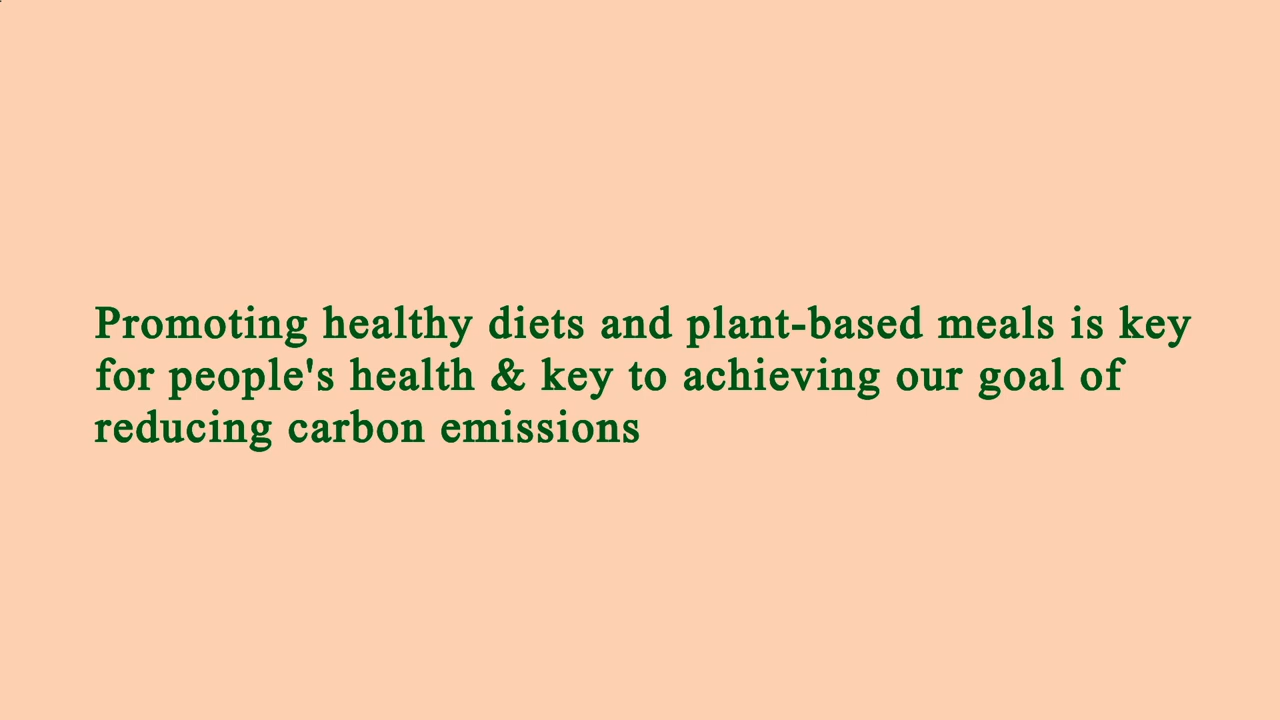 Promoting healthy diets and plant-based meals is key
for people's health & key to achieving our goal of
reducing carbon emissions